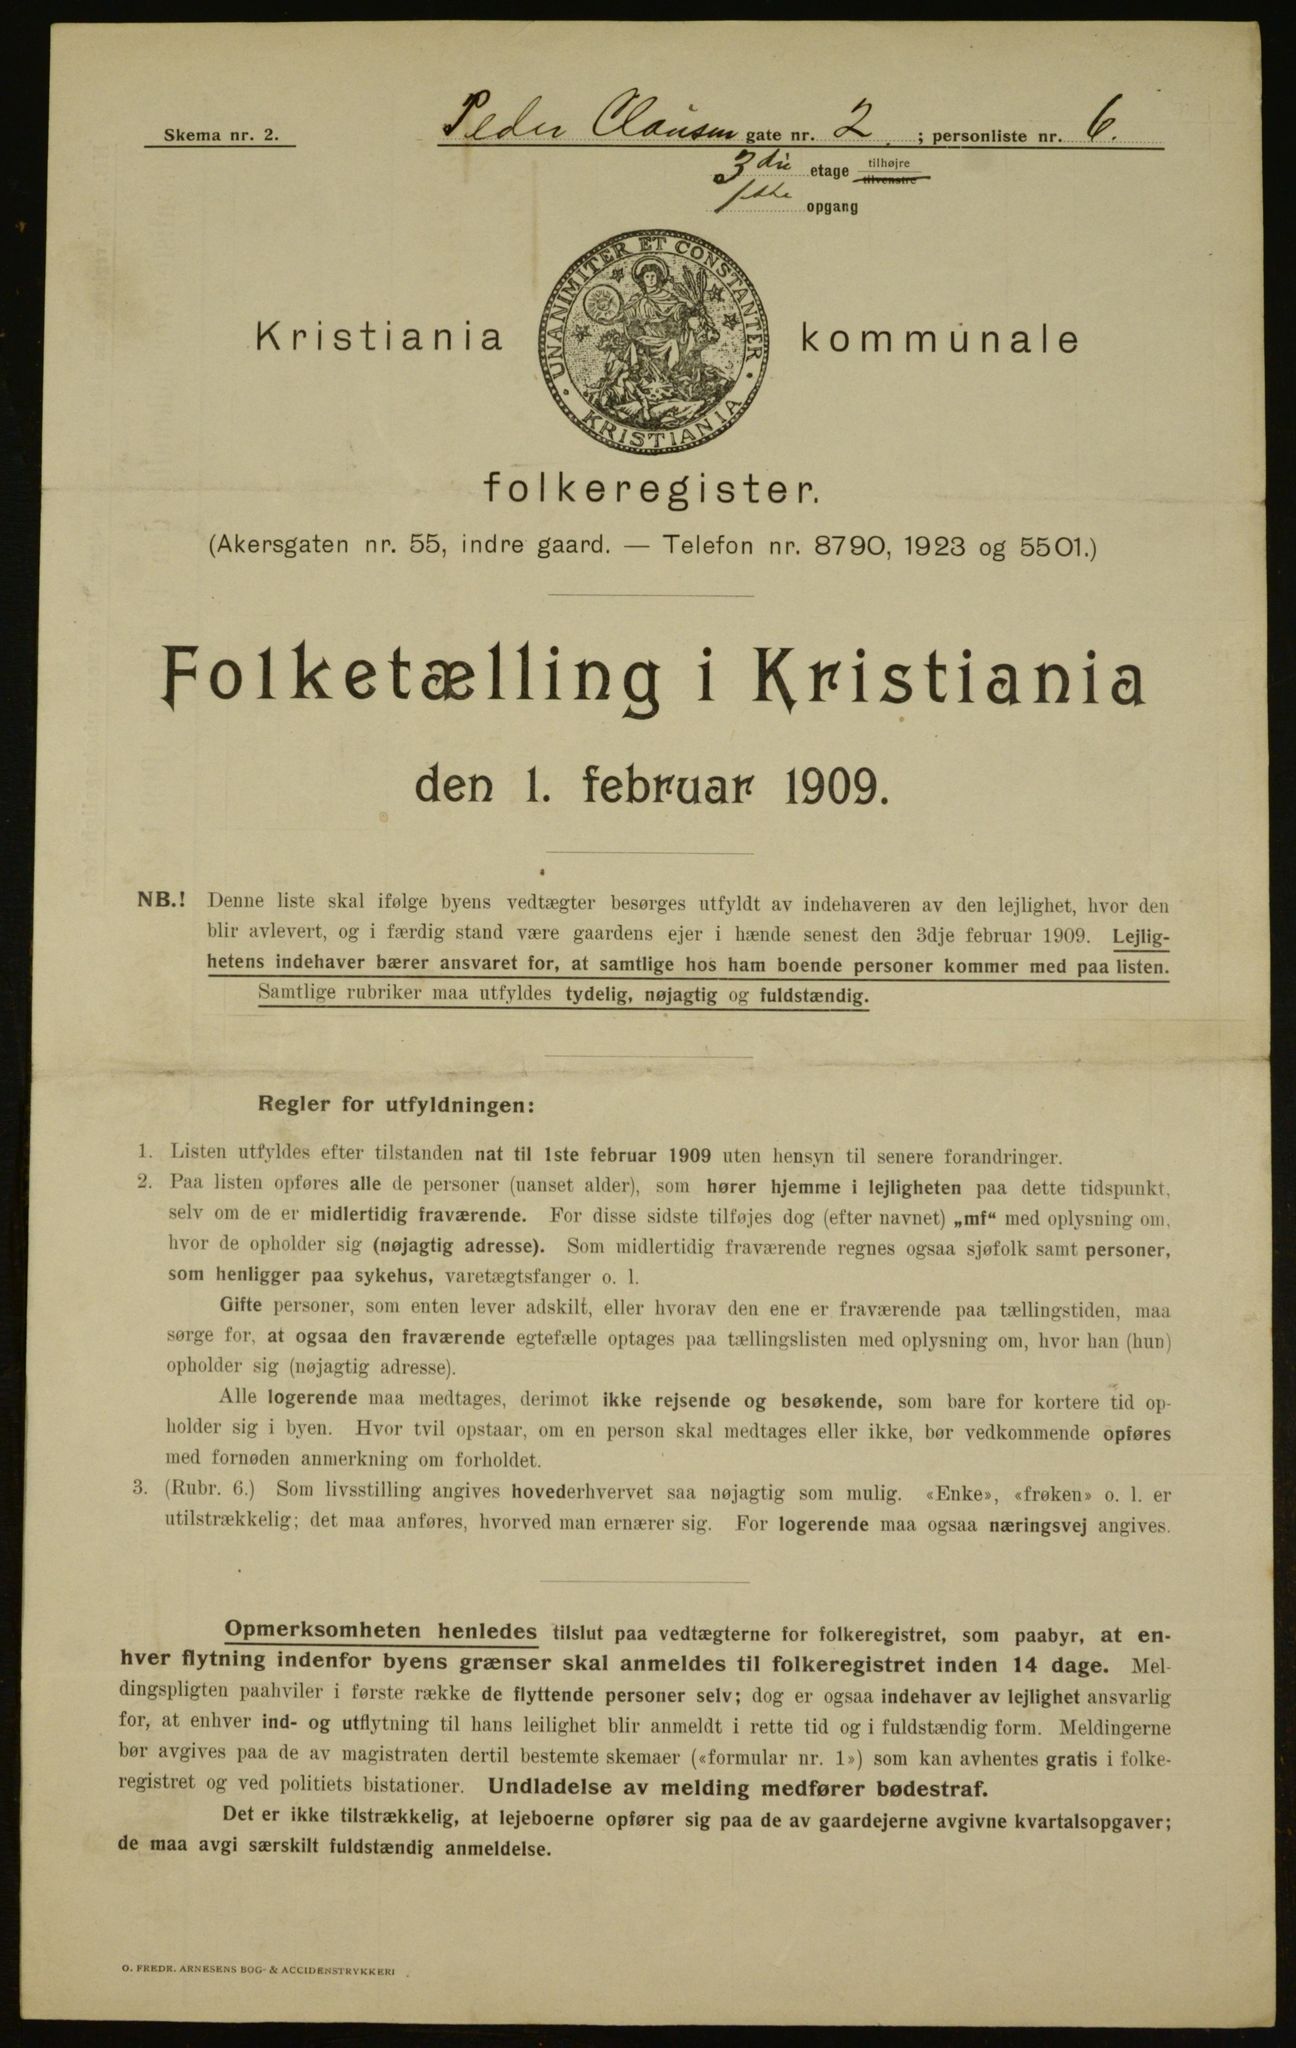 Skema nr. 2. Peder Clausen gate nr. 2 ; personliste nr. 6.
3die etage tilhøjre tilvenstre
1ste opgang
UNANIMITER ET CONSTANTER
KRISTIANIA
Kristiania kommunale
folkeregister.
(Akersgaten nr. 55, indre gaard. — Telefon nr. 8790, 1923 og 5501.)
Folketælling i Kristiania
den 1. februar 1909.
NB.! Denne liste skal ifølge byens vedtægter besørges utfyldt av indehaveren av den lejlighet, hvor den
blir avlevert, og i færdig stand være gaardens ejer i hænde senest den 3dje februar 1909. Lejlig-
hetens indehaver bærer ansvaret for, at samtlige hos ham boende personer kommer med paa listen.
Samtlige rubriker maa utfyldes tydelig, nøjagtig og fuldstændig.
Regler for utfyldningen:
1. Listen utfyldes efter tilstanden nat til 1ste februar 1909 uten hensyn til senere forandringer.
2. Paa listen opføres alle de personer (uanset alder), som hører hjemme i lejligheten paa dette tidspunkt,
selv om de er midlertidig fraværende. For disse sidste tilføjes dog (efter navnet) „mf“ med oplysning om,
hvor de opholder sig (nøjagtig adresse). Som midlertidig fraværende regnes ogsaa sjøfolk samt personer,
som henligger paa sykehus, varetægtsfanger o. l.
Gifte personer, som enten lever adskilt, eller hvorav den ene er fraværende paa tællingstiden, maa
sørge for, at ogsaa den fraværende egtefælle optages paa tællingslisten med oplysning om, hvor han (hun)
opholder sig (nøjagtig adresse).
Alle logerende maa medtages, derimot ikke rejsende og besøkende, som bare for kortere tid op-
holder sig i byen. Hvor tvil opstaar, om en person skal medtages eller ikke, bør vedkommende opføres
med fornøden anmerkning om forholdet.
3. (Rubr. 6.) Som livsstilling angives hovederhvervet saa nøjagtig som mulig. «Enke», «frøken» o. l. er
utilstrækkelig; det maa anføres, hvorved man ernærer sig. For logerende maa ogsaa næringsvej angives.
Opmerksomheten henledes tilslut paa vedtægterne for folkeregistret, som paabyr, at en-
hver flytning indenfor byens grænser skal anmeldes til folkeregistret inden 14 dage. Mel-
dingspligten paahviler i første række de flyttende personer selv; dog er ogsaa indehaver av lejlighet ansvarlig
for, at enhver ind- og utflytning til hans leilighet blir anmeldt i rette tid og i fuldstændig form. Meldingerne
bør avgives paa de av magistraten dertil bestemte skemaer («formular nr. 1») som kan avhentes gratis i folke-
registret og ved politiets bistationer. Undladelse av melding medfører bødestraf.
Det er ikke tilstrækkelig, at lejeboerne opfører sig paa de av gaardejerne avgivne kvartalsopgaver;
de maa avgi særskilt fuldstændig anmeldelse.
O. FREDR. ARNESENS BOG- & ACCIDENSTRYKKERI